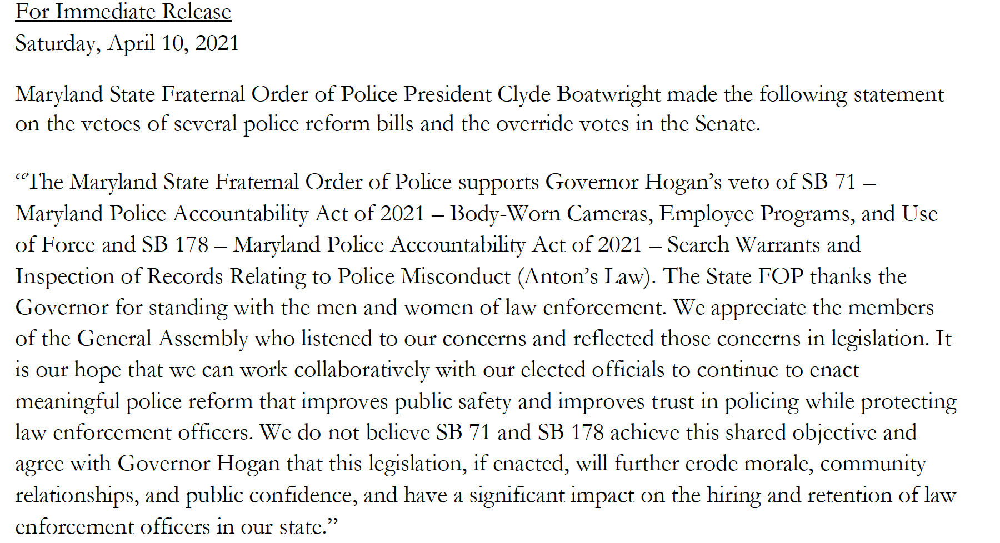 For Immediate Release
Saturday, April 10, 2021
Maryland State Fraternal Order of Police President Clyde Boatwright made the following statement
on the vetoes of several police reform bills and the override votes in the Senate.
“The Maryland State Fraternal Order of Police supports Governor Hogan’s veto of SB 71 –
Maryland Police Accountability Act of 2021 – Body-Worn Cameras, Employee Programs, and Use
of Force and SB 178 – Maryland Police Accountability Act of 2021 – Search Warrants and
Inspection of Records Relating to Police Misconduct (Anton’s Law). The State FOP thanks the
Governor for standing with the men and women of law enforcement. We appreciate the members
of the General Assembly who listened to our concerns and reflected those concerns in legislation. It
is our hope that we can work collaboratively with our elected officials to continue to enact
meaningful police reform that improves public safety and improves trust in policing while protecting
law enforcement officers. We do not believe SB 71 and SB 178 achieve this shared objective and
agree with Governor Hogan that this legislation, if enacted, will further erode morale, community
relationships, and public confidence, and have a significant impact on the hiring and retention of law
enforcement officers in our state.”